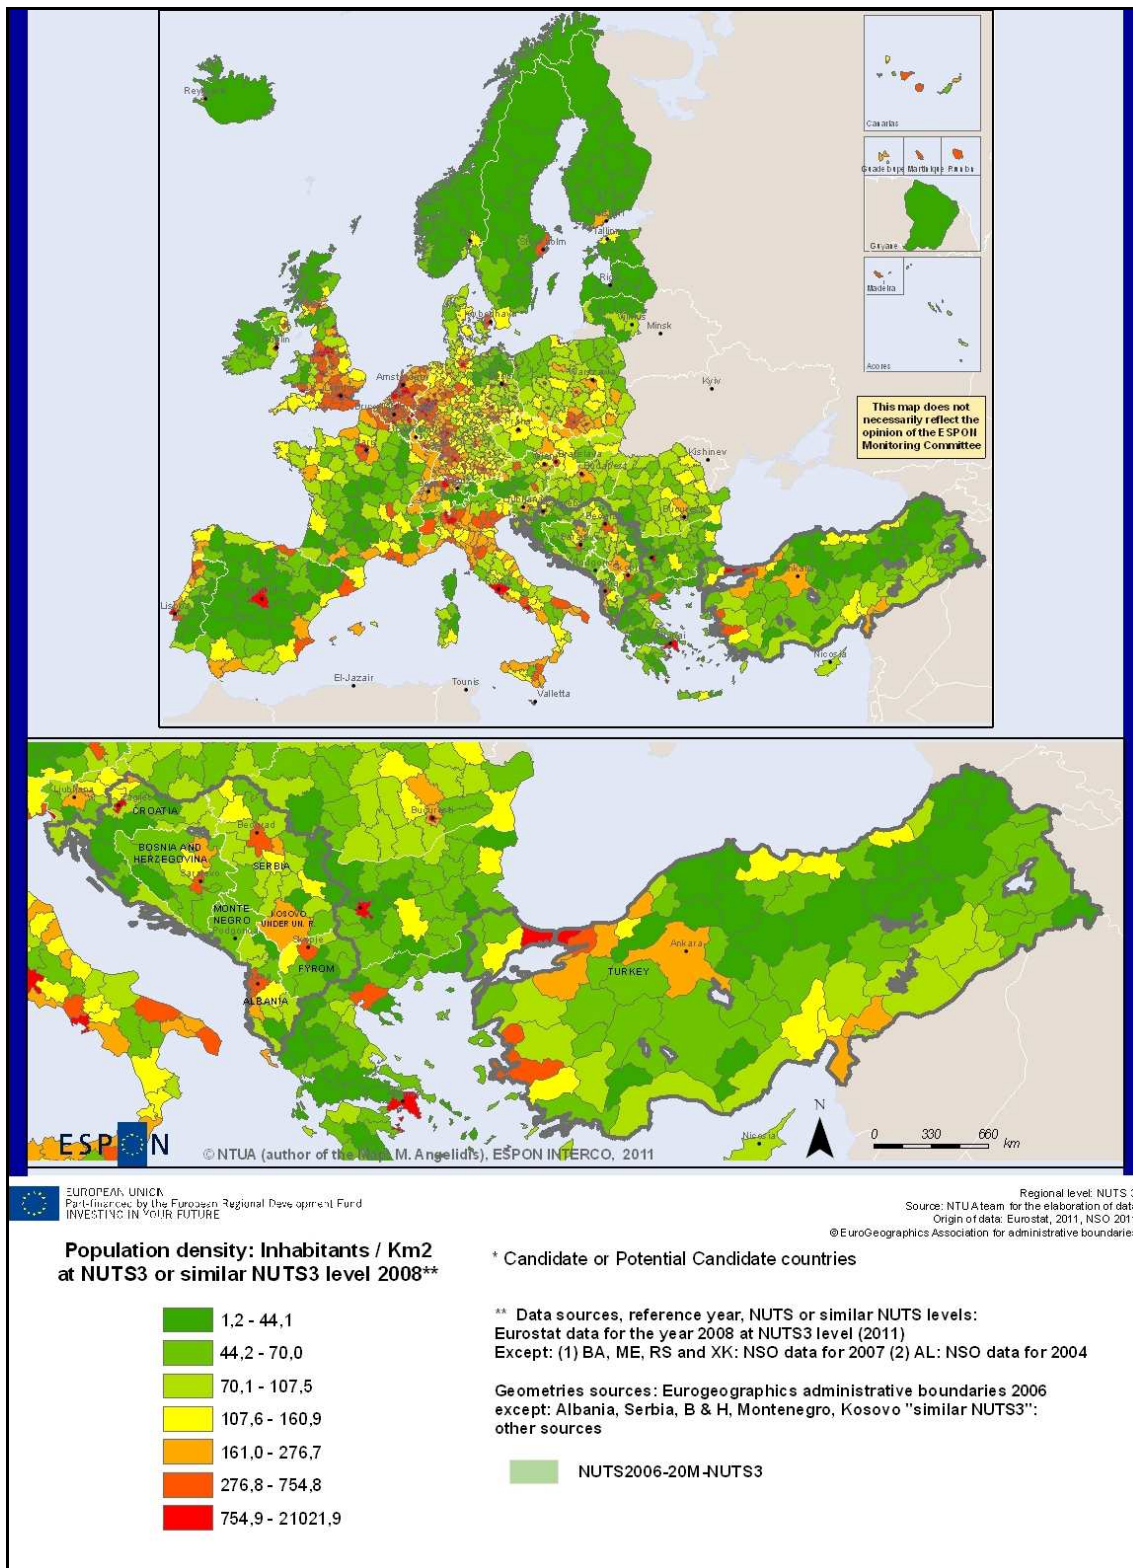 Canarias
Guadeloupe
Martinique
Reunion
Guyane
Madeira
Acores
Tallinn
Minsk
Kyiv
Kishinev
Amsterdam
This map does not
necessarily reflect the
opinion of the ESPON
Monitoring Committee
El-Jazair
Tounis
Valletta
Nicosia
Ljubljana
CROATIA
BOSNIA AND
HERZEGOVINA
Beograd
SERBIA
Sarajevo
MONTE
NEGRO
Podgorica
KOSOVO
UNDER UN. R.
Skopje
FYROM
ALBANIA
Bucuresti
Ankara
TURKEY
Nicosia
N
0 330 660 km
ESPON
© NTUA (author of the Map: M. Angelidis), ESPON INTERCO, 2011
EUROPEAN UNION
Part-financed by the European Regional Development Fund
INVESTING IN YOUR FUTURE
Regional level: NUTS 3
Source: NTUA team for the elaboration of data
Origin of data: Eurostat, 2011, NSO 2011
© EuroGeographics Association for administrative boundaries
Population density: Inhabitants / Km2
at NUTS3 or similar NUTS3 level 2008**
1,2 - 44,1
44,2 - 70,0
70,1 - 107,5
107,6 - 160,9
161,0 - 276,7
276,8 - 754,8
754,9 - 21021,9
* Candidate or Potential Candidate countries
** Data sources, reference year, NUTS or similar NUTS levels:
Eurostat data for the year 2008 at NUTS3 level (2011)
Except: (1) BA, ME, RS and XK: NSO data for 2007 (2) AL: NSO data for 2004
Geometries sources: Eurogeographics administrative boundaries 2006
except: Albania, Serbia, B & H, Montenegro, Kosovo "similar NUTS3":
other sources
NUTS2006-20M-NUTS3